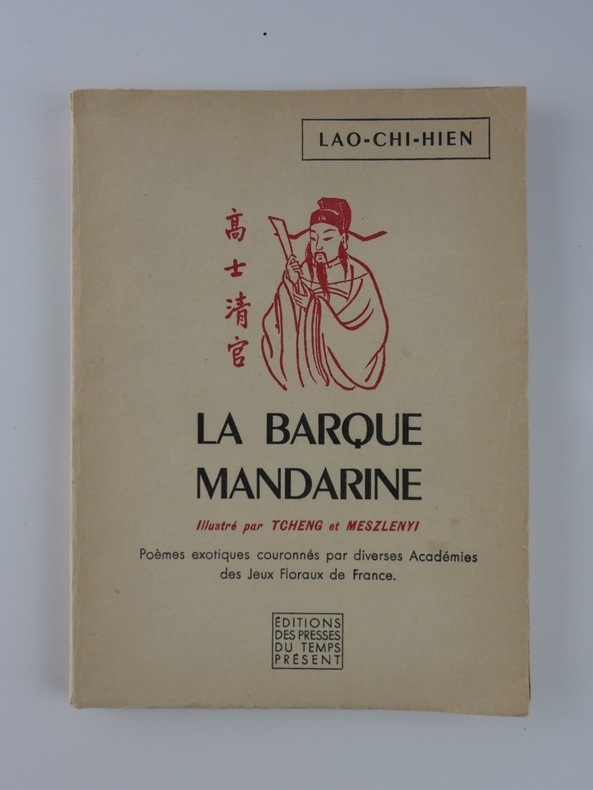 LAO-CHI-HIEN
高士清官
LA BARQUE
MANDARINE
Illustré par TCHENG et MESZLENYI
Poèmes exotiques couronnés par diverses Académies
des Jeux Floraux de France.
ÉDITIONS
DES PRESSES
DU TEMPS
PRÉSENT